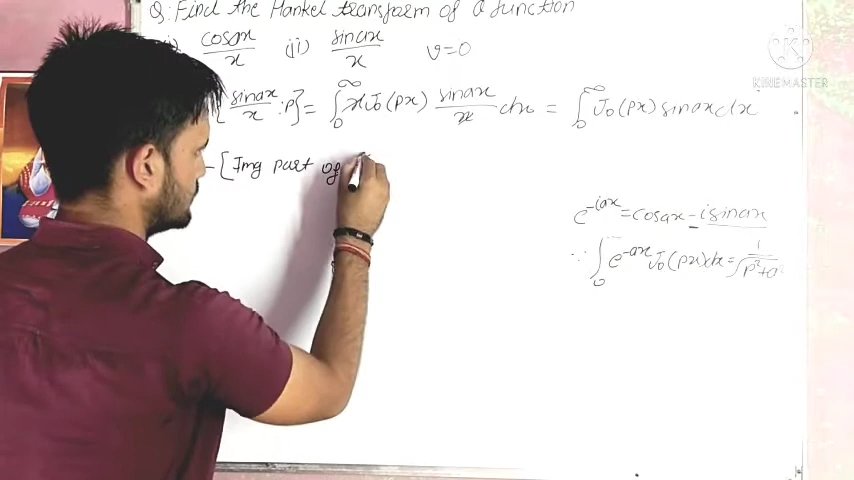 Q: Find the Hankel transform of a function
i) cosax/x (ii) sinax/x ν=0
{sinax/x :P} = ∫₀^∞ x J₀(Px) sinax/x dx = ∫₀^∞ J₀(Px) sinax dx
-[Img part of
e^-iax = cosax - i sinax
∵ ∫₀ e^-ax J₀(Px)dx = 1/√P²+a²
KINEMASTER